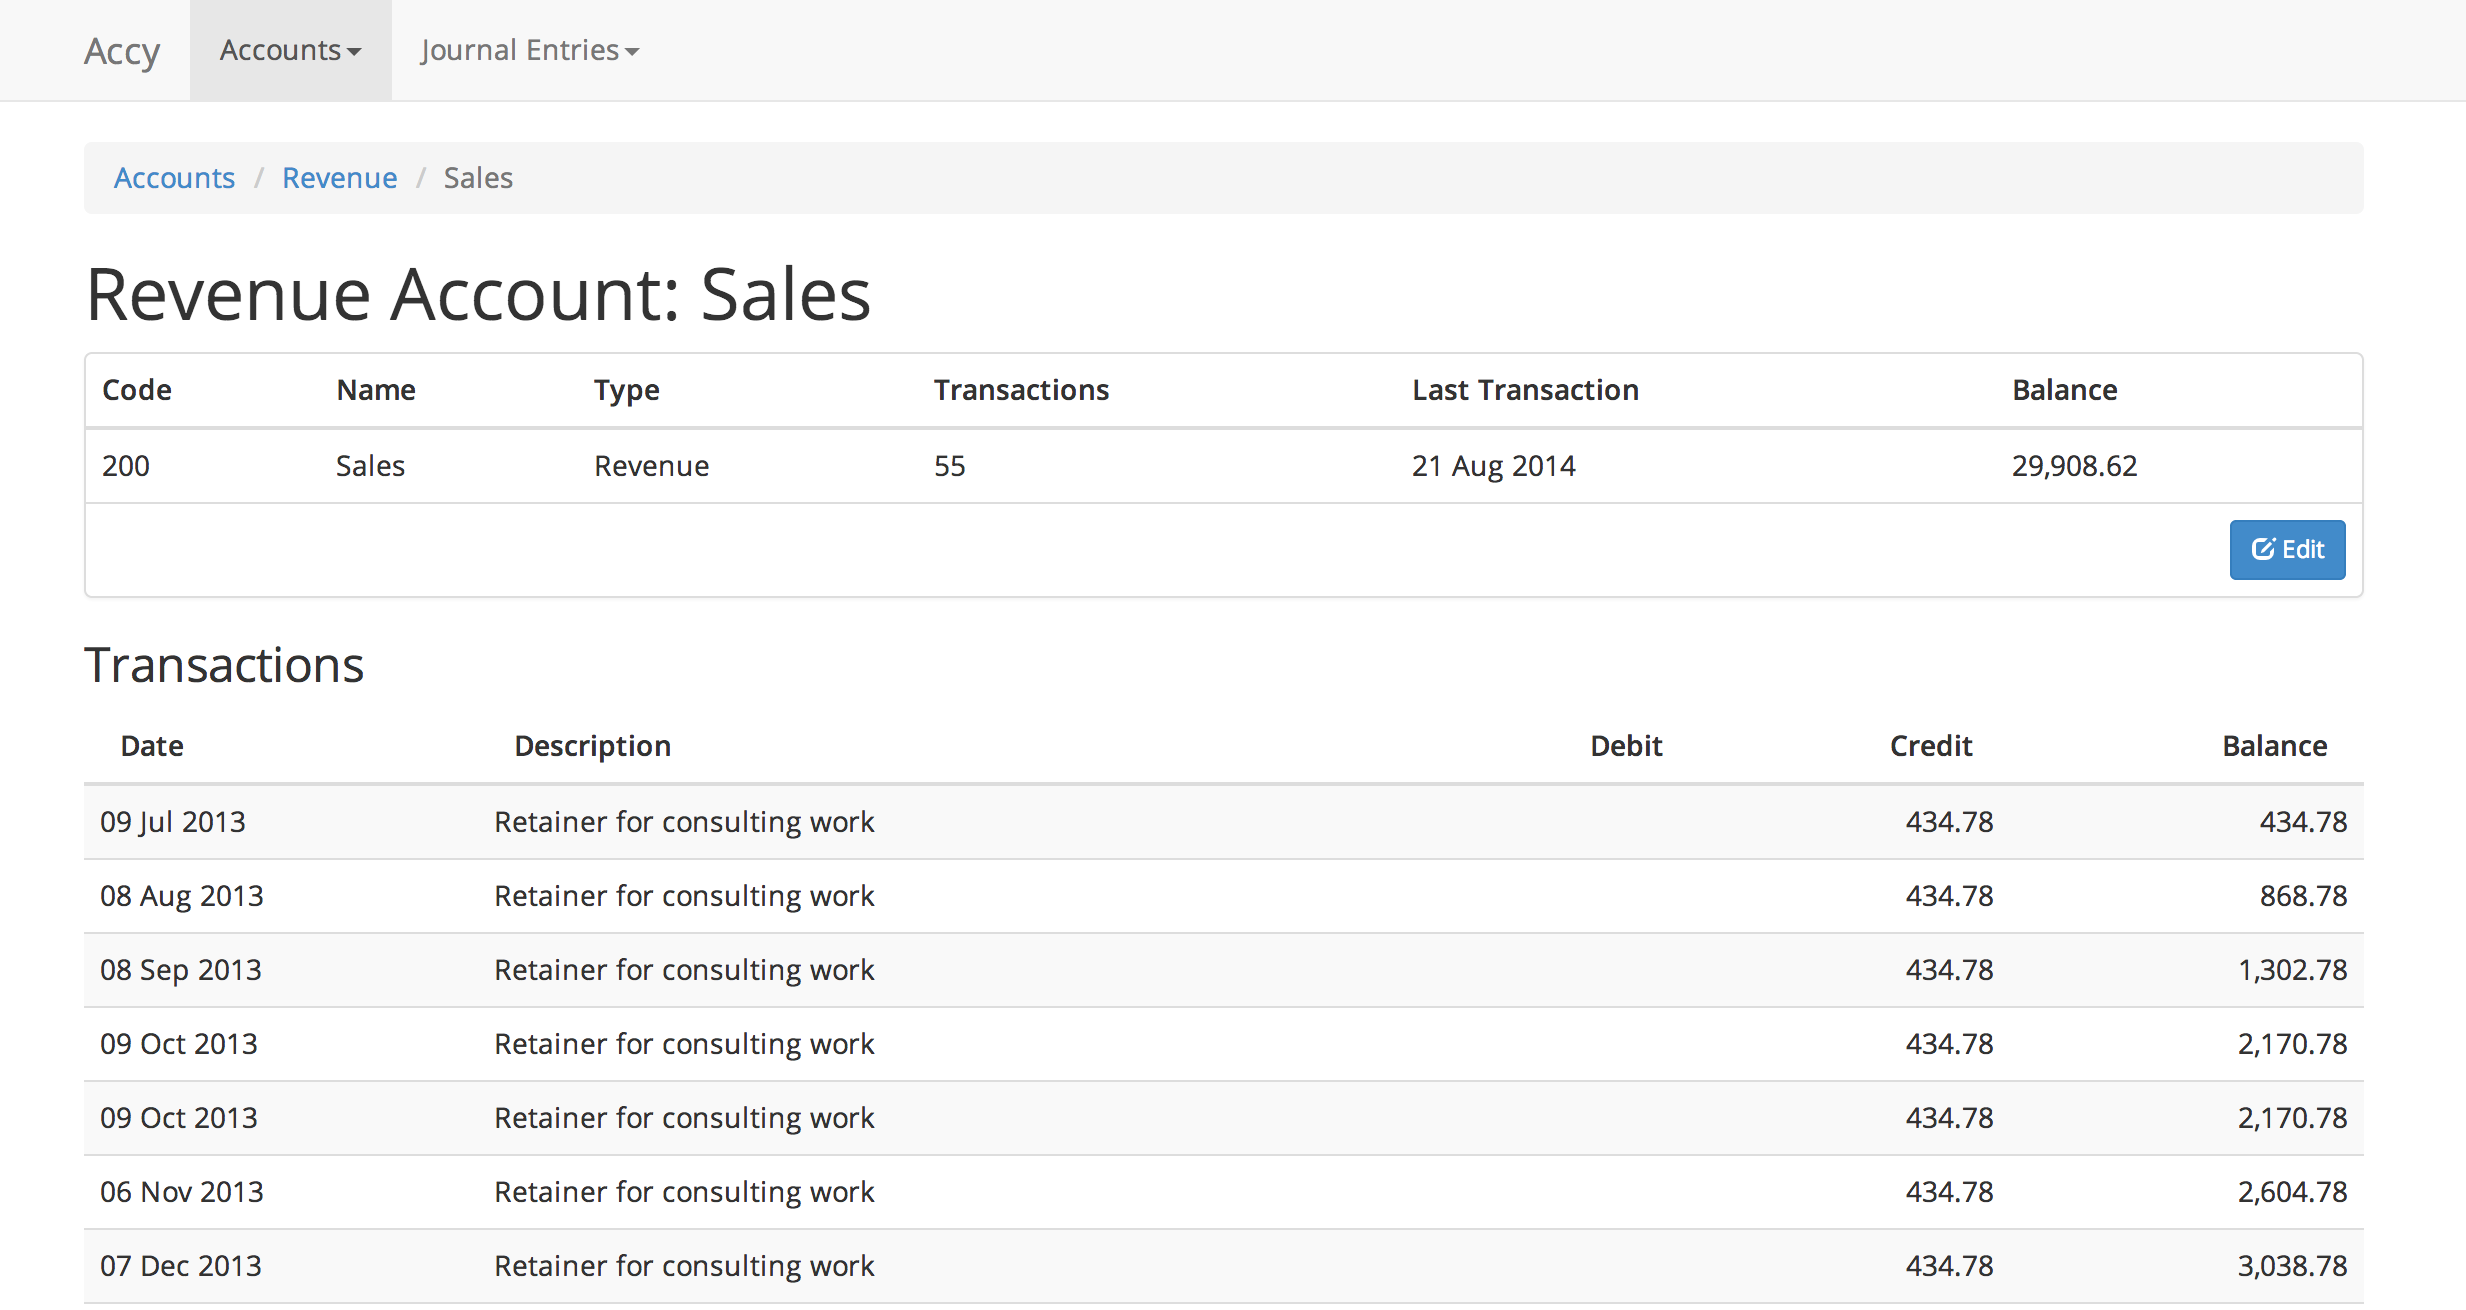 Accy Accounts Journal Entries
Accounts / Revenue / Sales
Revenue Account: Sales
Code Name Type Transactions Last Transaction Balance
200 Sales Revenue 55 21 Aug 2014 29,908.62
Edit
Transactions
Date Description Debit Credit Balance
09 Jul 2013 Retainer for consulting work 434.78 434.78
08 Aug 2013 Retainer for consulting work 434.78 868.78
08 Sep 2013 Retainer for consulting work 434.78 1,302.78
09 Oct 2013 Retainer for consulting work 434.78 2,170.78
09 Oct 2013 Retainer for consulting work 434.78 2,170.78
06 Nov 2013 Retainer for consulting work 434.78 2,604.78
07 Dec 2013 Retainer for consulting work 434.78 3,038.78